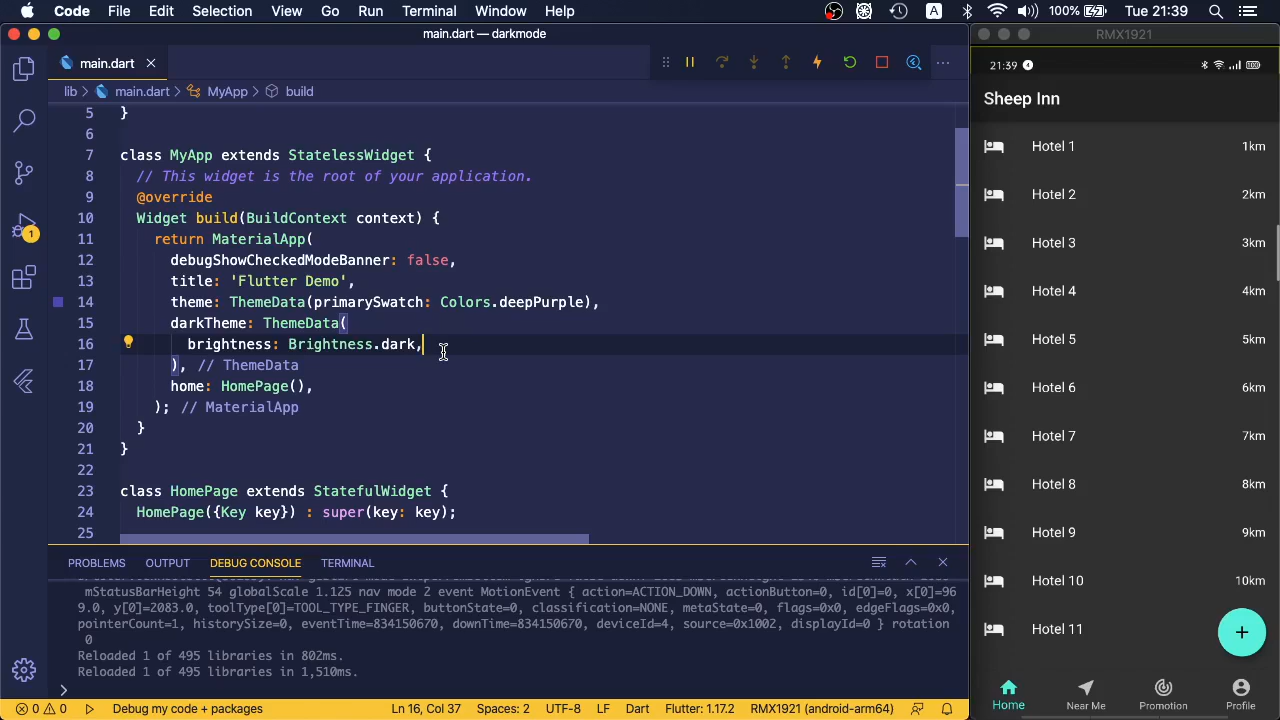 Code File Edit Selection View Go Run Terminal Window Help
A 100% Tue 21:39
main.dart — darkmode
RMX1921
main.dart
lib main.dart MyApp build
5 }
6
7 class MyApp extends StatelessWidget {
8 // This widget is the root of your application.
9 @override
10 Widget build(BuildContext context) {
11 return MaterialApp(
12 debugShowCheckedModeBanner: false,
13 title: 'Flutter Demo',
14 theme: ThemeData(primarySwatch: Colors.deepPurple),
15 darkTheme: ThemeData(
16 brightness: Brightness.dark,
17 ), // ThemeData
18 home: HomePage(),
19 ); // MaterialApp
20 }
21 }
22
23 class HomePage extends StatefulWidget {
24 HomePage({Key key}) : super(key: key);
25
1
PROBLEMS OUTPUT DEBUG CONSOLE TERMINAL
mStatusBarHeight 54 globalScale 1.125 nav mode 2 event MotionEvent { action=ACTION_DOWN, actionButton=0, id[0]=0, x[0]=96
9.0, y[0]=2083.0, toolType[0]=TOOL_TYPE_FINGER, buttonState=0, classification=NONE, metaState=0, flags=0x0, edgeFlags=0x0,
pointerCount=1, historySize=0, eventTime=834150670, downTime=834150670, deviceId=4, source=0x1002, displayId=0 } rotation
0
Reloaded 1 of 495 libraries in 802ms.
Reloaded 1 of 495 libraries in 1,510ms.
0 0 Debug my code + packages Ln 16, Col 37 Spaces: 2 UTF-8 LF Dart Flutter: 1.17.2 RMX1921 (android-arm64)
21:39
Sheep Inn
Hotel 1 1km
Hotel 2 2km
Hotel 3 3km
Hotel 4 4km
Hotel 5 5km
Hotel 6 6km
Hotel 7 7km
Hotel 8 8km
Hotel 9 9km
Hotel 10 10km
Hotel 11
Home Near Me Promotion Profile